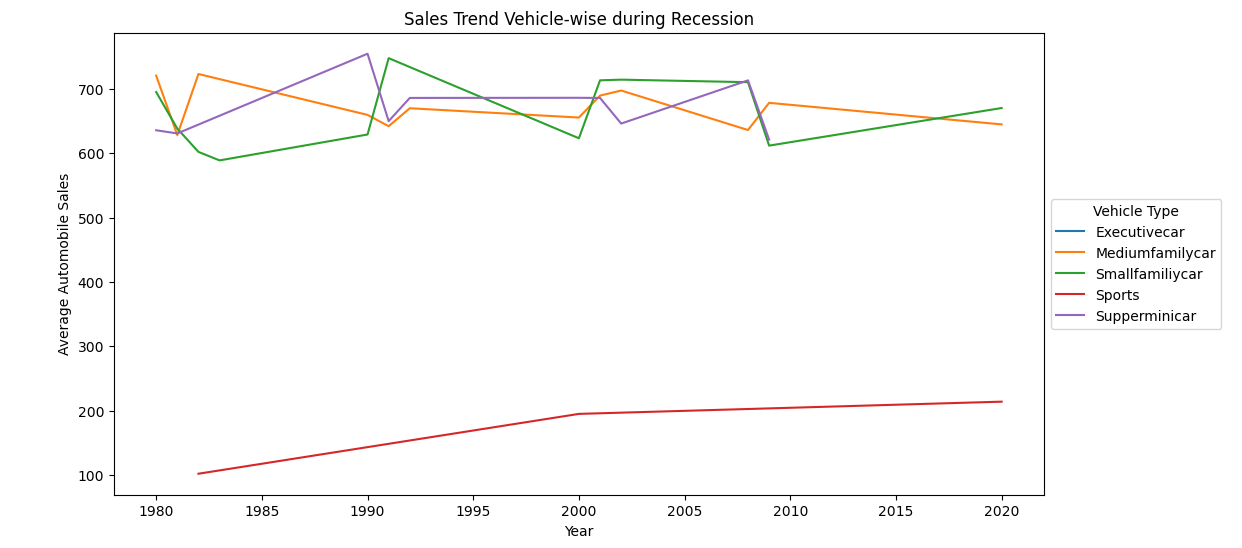 Sales Trend Vehicle-wise during Recession
700
600
500
400
300
200
100
Average Automobile Sales
1980 1985 1990 1995 2000 2005 2010 2015 2020
Year
Vehicle Type
Executivecar
Mediumfamilycar
Smallfamiliycar
Sports
Supperminicar